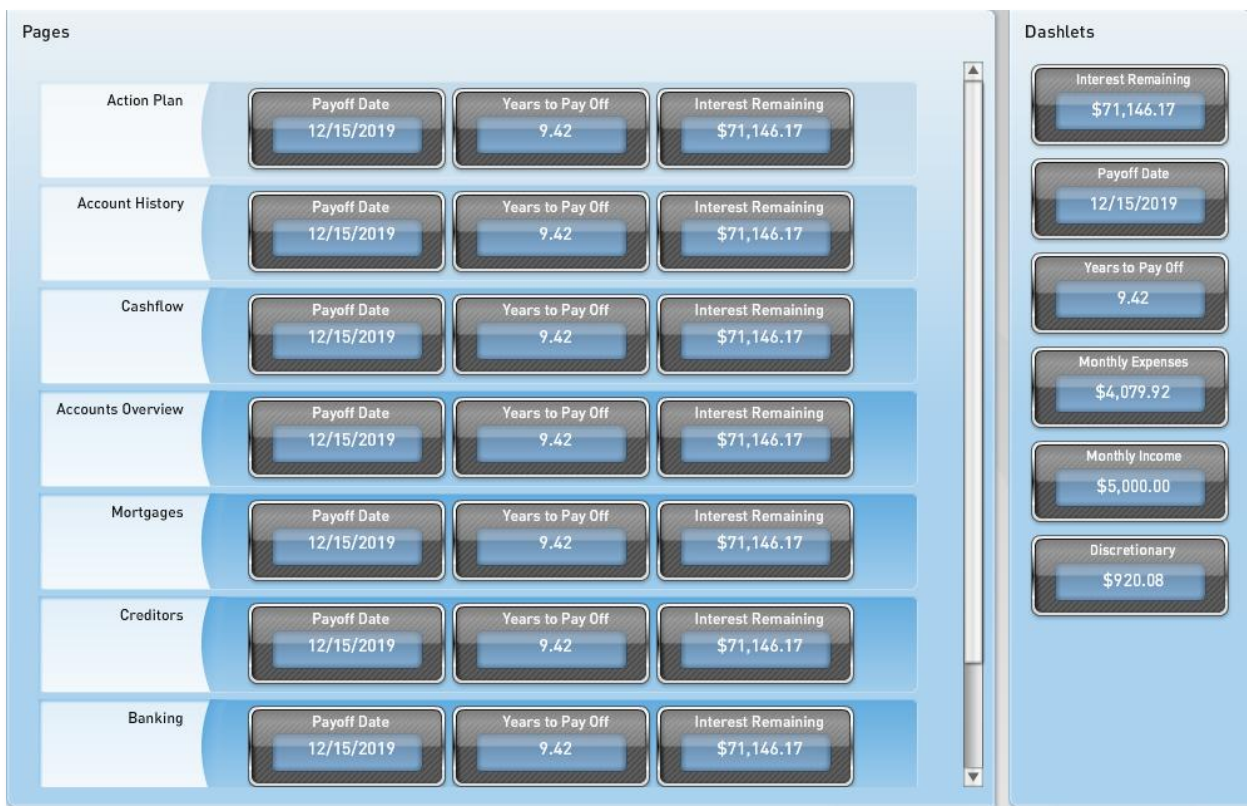 Pages
Action Plan
Payoff Date Years to Pay Off Interest Remaining
12/15/2019 9.42 $71,146.17
Account History
Payoff Date Years to Pay Off Interest Remaining
12/15/2019 9.42 $71,146.17
Cashflow
Payoff Date Years to Pay Off Interest Remaining
12/15/2019 9.42 $71,146.17
Accounts Overview
Payoff Date Years to Pay Off Interest Remaining
12/15/2019 9.42 $71,146.17
Mortgages
Payoff Date Years to Pay Off Interest Remaining
12/15/2019 9.42 $71,146.17
Creditors
Payoff Date Years to Pay Off Interest Remaining
12/15/2019 9.42 $71,146.17
Banking
Payoff Date Years to Pay Off Interest Remaining
12/15/2019 9.42 $71,146.17
Dashlets
Interest Remaining
$71,146.17
Payoff Date
12/15/2019
Years to Pay Off
9.42
Monthly Expenses
$4,079.92
Monthly Income
$5,000.00
Discretionary
$920.08